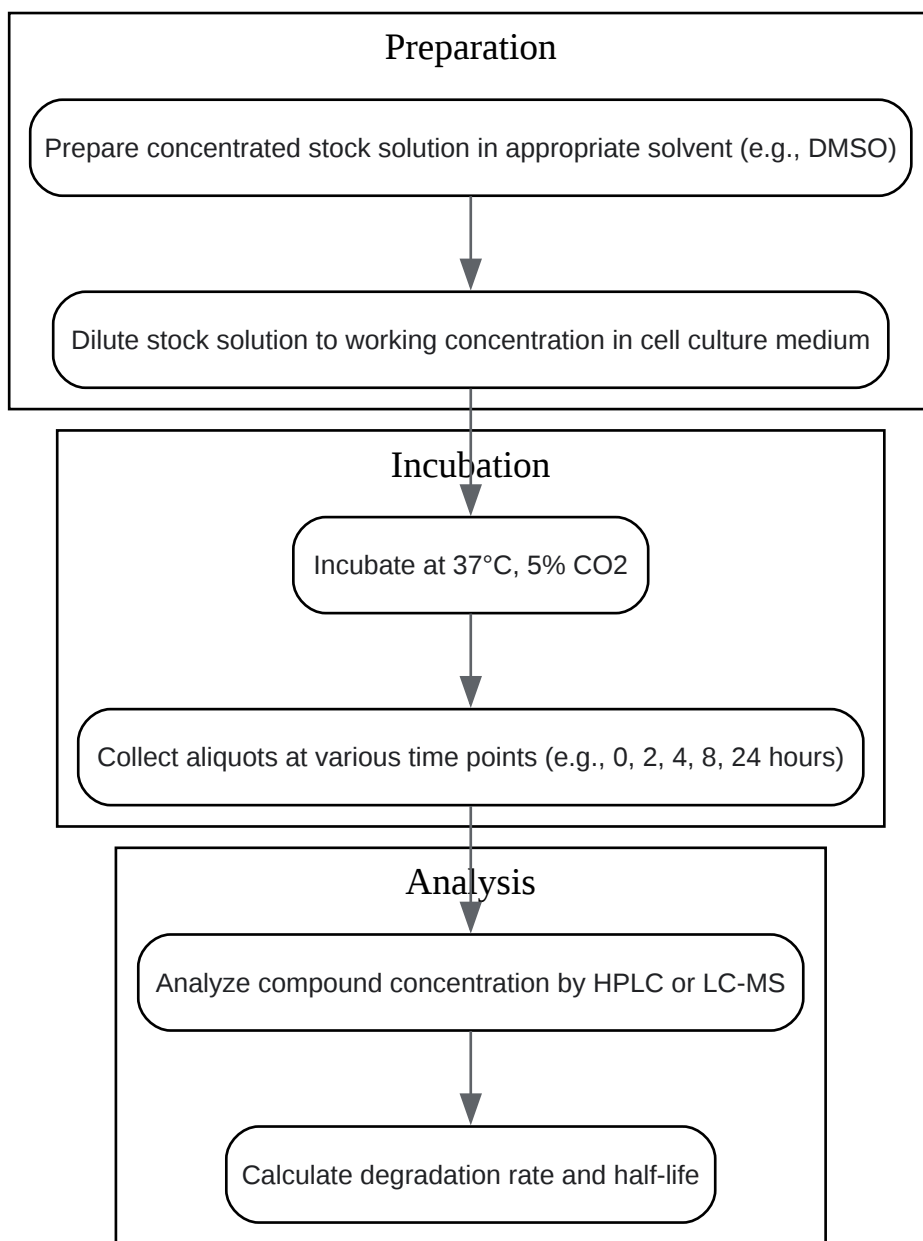 Preparation
Prepare concentrated stock solution in appropriate solvent (e.g., DMSO)
Dilute stock solution to working concentration in cell culture medium
Incubation
Incubate at 37°C, 5% CO2
Collect aliquots at various time points (e.g., 0, 2, 4, 8, 24 hours)
Analysis
Analyze compound concentration by HPLC or LC-MS
Calculate degradation rate and half-life